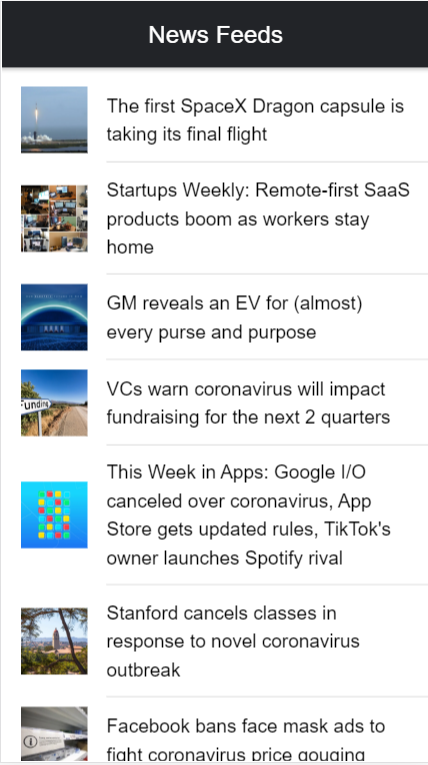 News Feeds
The first SpaceX Dragon capsule is
taking its final flight
Startups Weekly: Remote-first SaaS
products boom as workers stay
home
GM reveals an EV for (almost)
every purse and purpose
Funding
VCs warn coronavirus will impact
fundraising for the next 2 quarters
This Week in Apps: Google I/O
canceled over coronavirus, App
Store gets updated rules, TikTok's
owner launches Spotify rival
Stanford cancels classes in
response to novel coronavirus
outbreak
Facebook bans face mask ads to
fight coronavirus price gouging